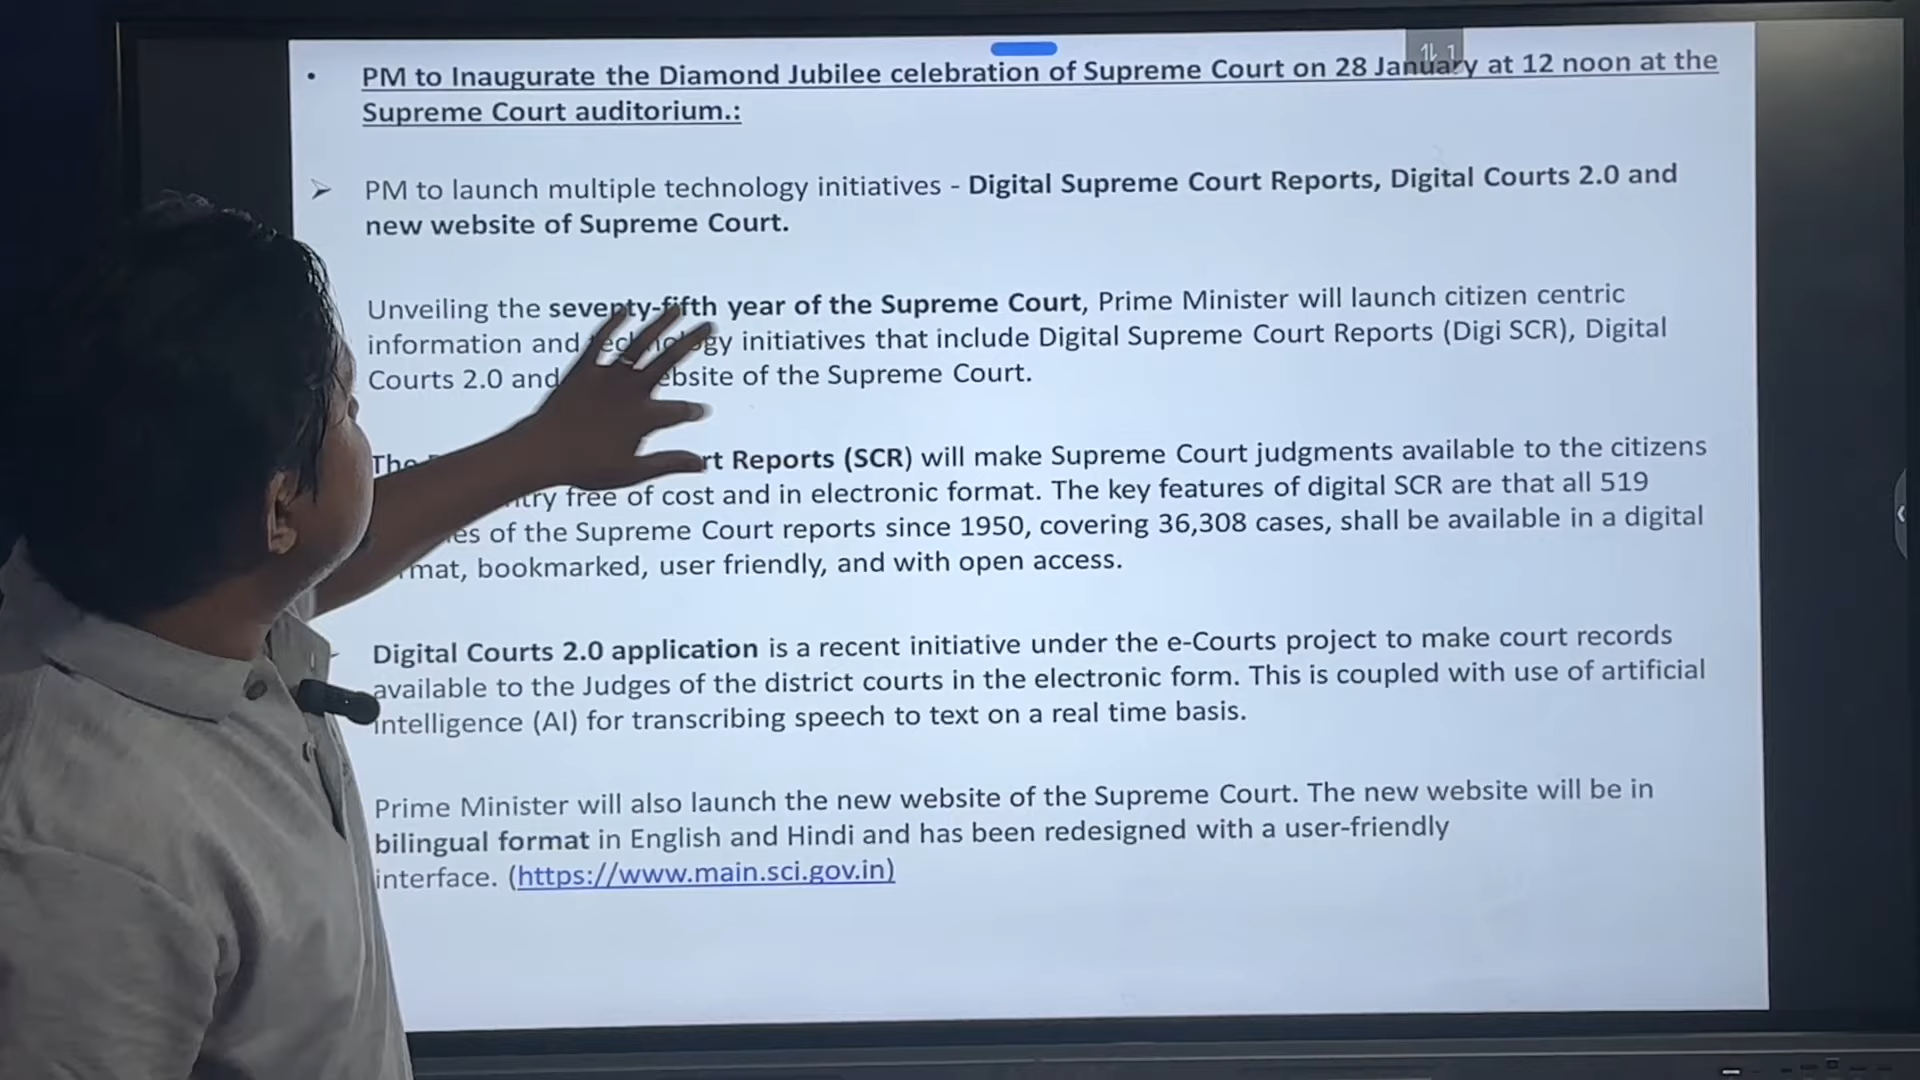 • PM to Inaugurate the Diamond Jubilee celebration of Supreme Court on 28 January at 12 noon at the
Supreme Court auditorium.:
➢ PM to launch multiple technology initiatives - Digital Supreme Court Reports, Digital Courts 2.0 and
new website of Supreme Court.
Unveiling the seventy-fifth year of the Supreme Court, Prime Minister will launch citizen centric
information and technology initiatives that include Digital Supreme Court Reports (Digi SCR), Digital
Courts 2.0 and website of the Supreme Court.
The Reports (SCR) will make Supreme Court judgments available to the citizens
free of cost and in electronic format. The key features of digital SCR are that all 519
of the Supreme Court reports since 1950, covering 36,308 cases, shall be available in a digital
bookmarked, user friendly, and with open access.
Digital Courts 2.0 application is a recent initiative under the e-Courts project to make court records
available to the Judges of the district courts in the electronic form. This is coupled with use of artificial
intelligence (AI) for transcribing speech to text on a real time basis.
Prime Minister will also launch the new website of the Supreme Court. The new website will be in
bilingual format in English and Hindi and has been redesigned with a user-friendly
interface. (https://www.main.sci.gov.in)